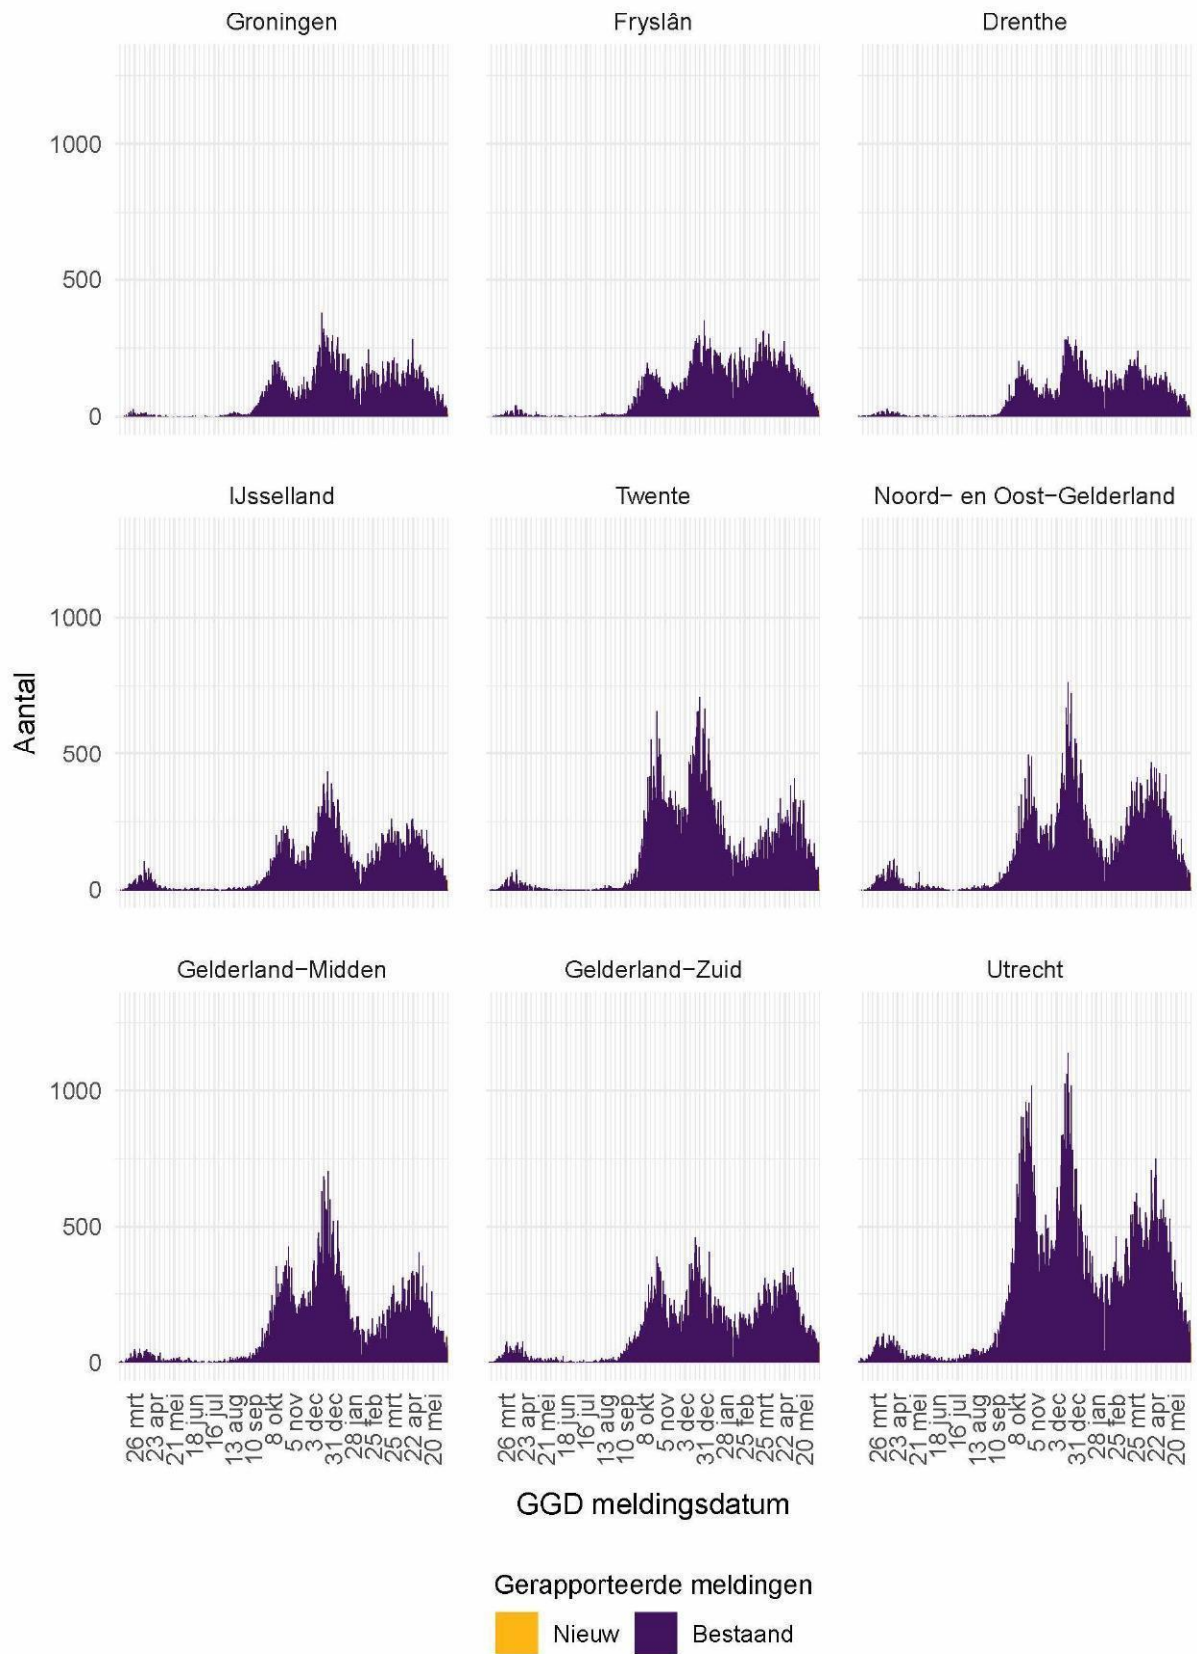 Groningen Fryslân Drenthe
1000
500
0
IJsselland Twente Noord- en Oost-Gelderland
1000
500
0
Gelderland-Midden Gelderland-Zuid Utrecht
1000
500
0
Aantal
26 mrt 23 apr 21 mei 18 jun 16 jul 13 aug 10 sep 8 okt 5 nov 3 dec 31 dec 28 jan 25 feb 25 mrt 22 apr 20 mei
26 mrt 23 apr 21 mei 18 jun 16 jul 13 aug 10 sep 8 okt 5 nov 3 dec 31 dec 28 jan 25 feb 25 mrt 22 apr 20 mei
26 mrt 23 apr 21 mei 18 jun 16 jul 13 aug 10 sep 8 okt 5 nov 3 dec 31 dec 28 jan 25 feb 25 mrt 22 apr 20 mei
GGD meldingsdatum
Gerapporteerde meldingen
Nieuw Bestaand